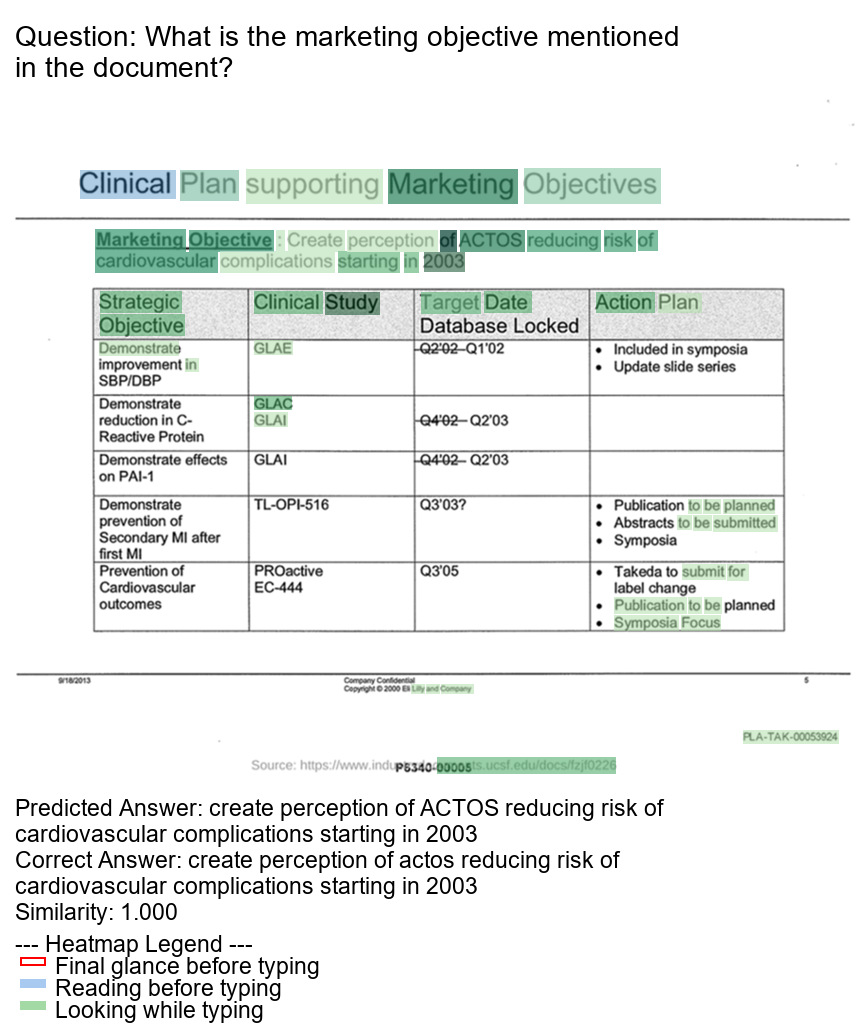 Question: What is the marketing objective mentioned
in the document?
Clinical Plan supporting Marketing Objectives
Marketing Objective : Create perception of ACTOS reducing risk of
cardiovascular complications starting in 2003
Strategic Objective Clinical Study Target Date Database Locked Action Plan
Demonstrate improvement in SBP/DBP GLAE Q2'02 Q1'02 • Included in symposia
• Update slide series
Demonstrate reduction in C-Reactive Protein GLAC GLAI Q4'02 Q2'03
Demonstrate effects on PAI-1 GLAI Q4'02 Q2'03
Demonstrate prevention of Secondary MI after first MI TL-OPI-516 Q3'03? • Publication to be planned
• Abstracts to be submitted
• Symposia
Prevention of Cardiovascular outcomes PROactive EC-444 Q3'05 • Takeda to submit for label change
• Publication to be planned
• Symposia Focus
9/18/2013 Company Confidential 5
Copyright © 2000 Eli Lilly and Company
PLA-TAK-00053924
Source: https://www.indu ts.ucsf.edu/docs/fzjf0226
P6340-00005
Predicted Answer: create perception of ACTOS reducing risk of
cardiovascular complications starting in 2003
Correct Answer: create perception of actos reducing risk of
cardiovascular complications starting in 2003
Similarity: 1.000
--- Heatmap Legend ---
Final glance before typing
Reading before typing
Looking while typing